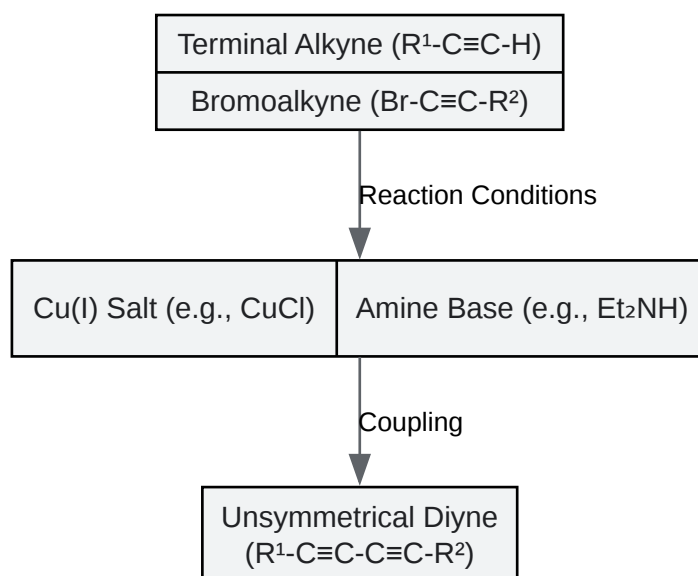 Terminal Alkyne (R¹-C≡C-H)
Bromoalkyne (Br-C≡C-R²)
Reaction Conditions
Cu(I) Salt (e.g., CuCl)
Amine Base (e.g., Et₂NH)
Coupling
Unsymmetrical Diyne
(R¹-C≡C-C≡C-R²)